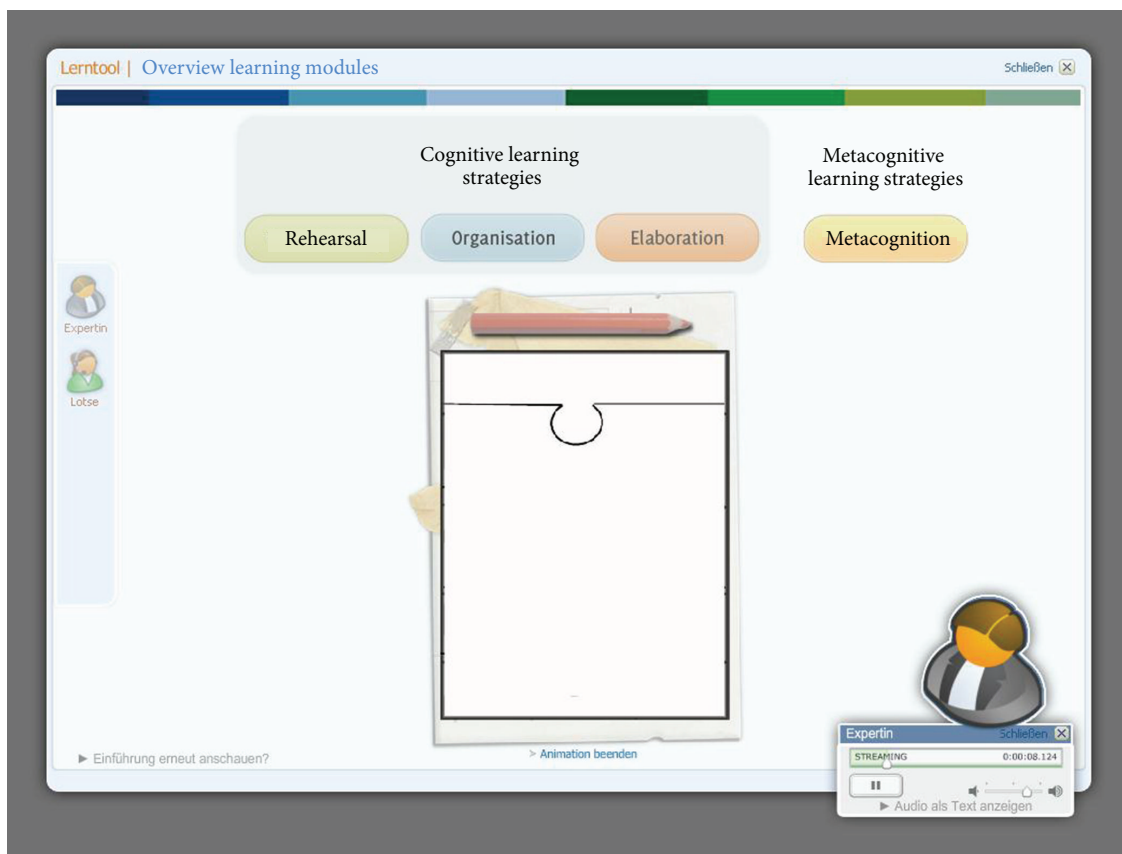 Lerntool | Overview learning modules
Schließen
Cognitive learning
strategies
Metacognitive
learning strategies
Rehearsal
Organisation
Elaboration
Metacognition
Expertin
Lotse
Einführung erneut anschauen?
> Animation beenden
Expertin
Schließen
STREAMING
0:00:08.124
Audio als Text anzeigen